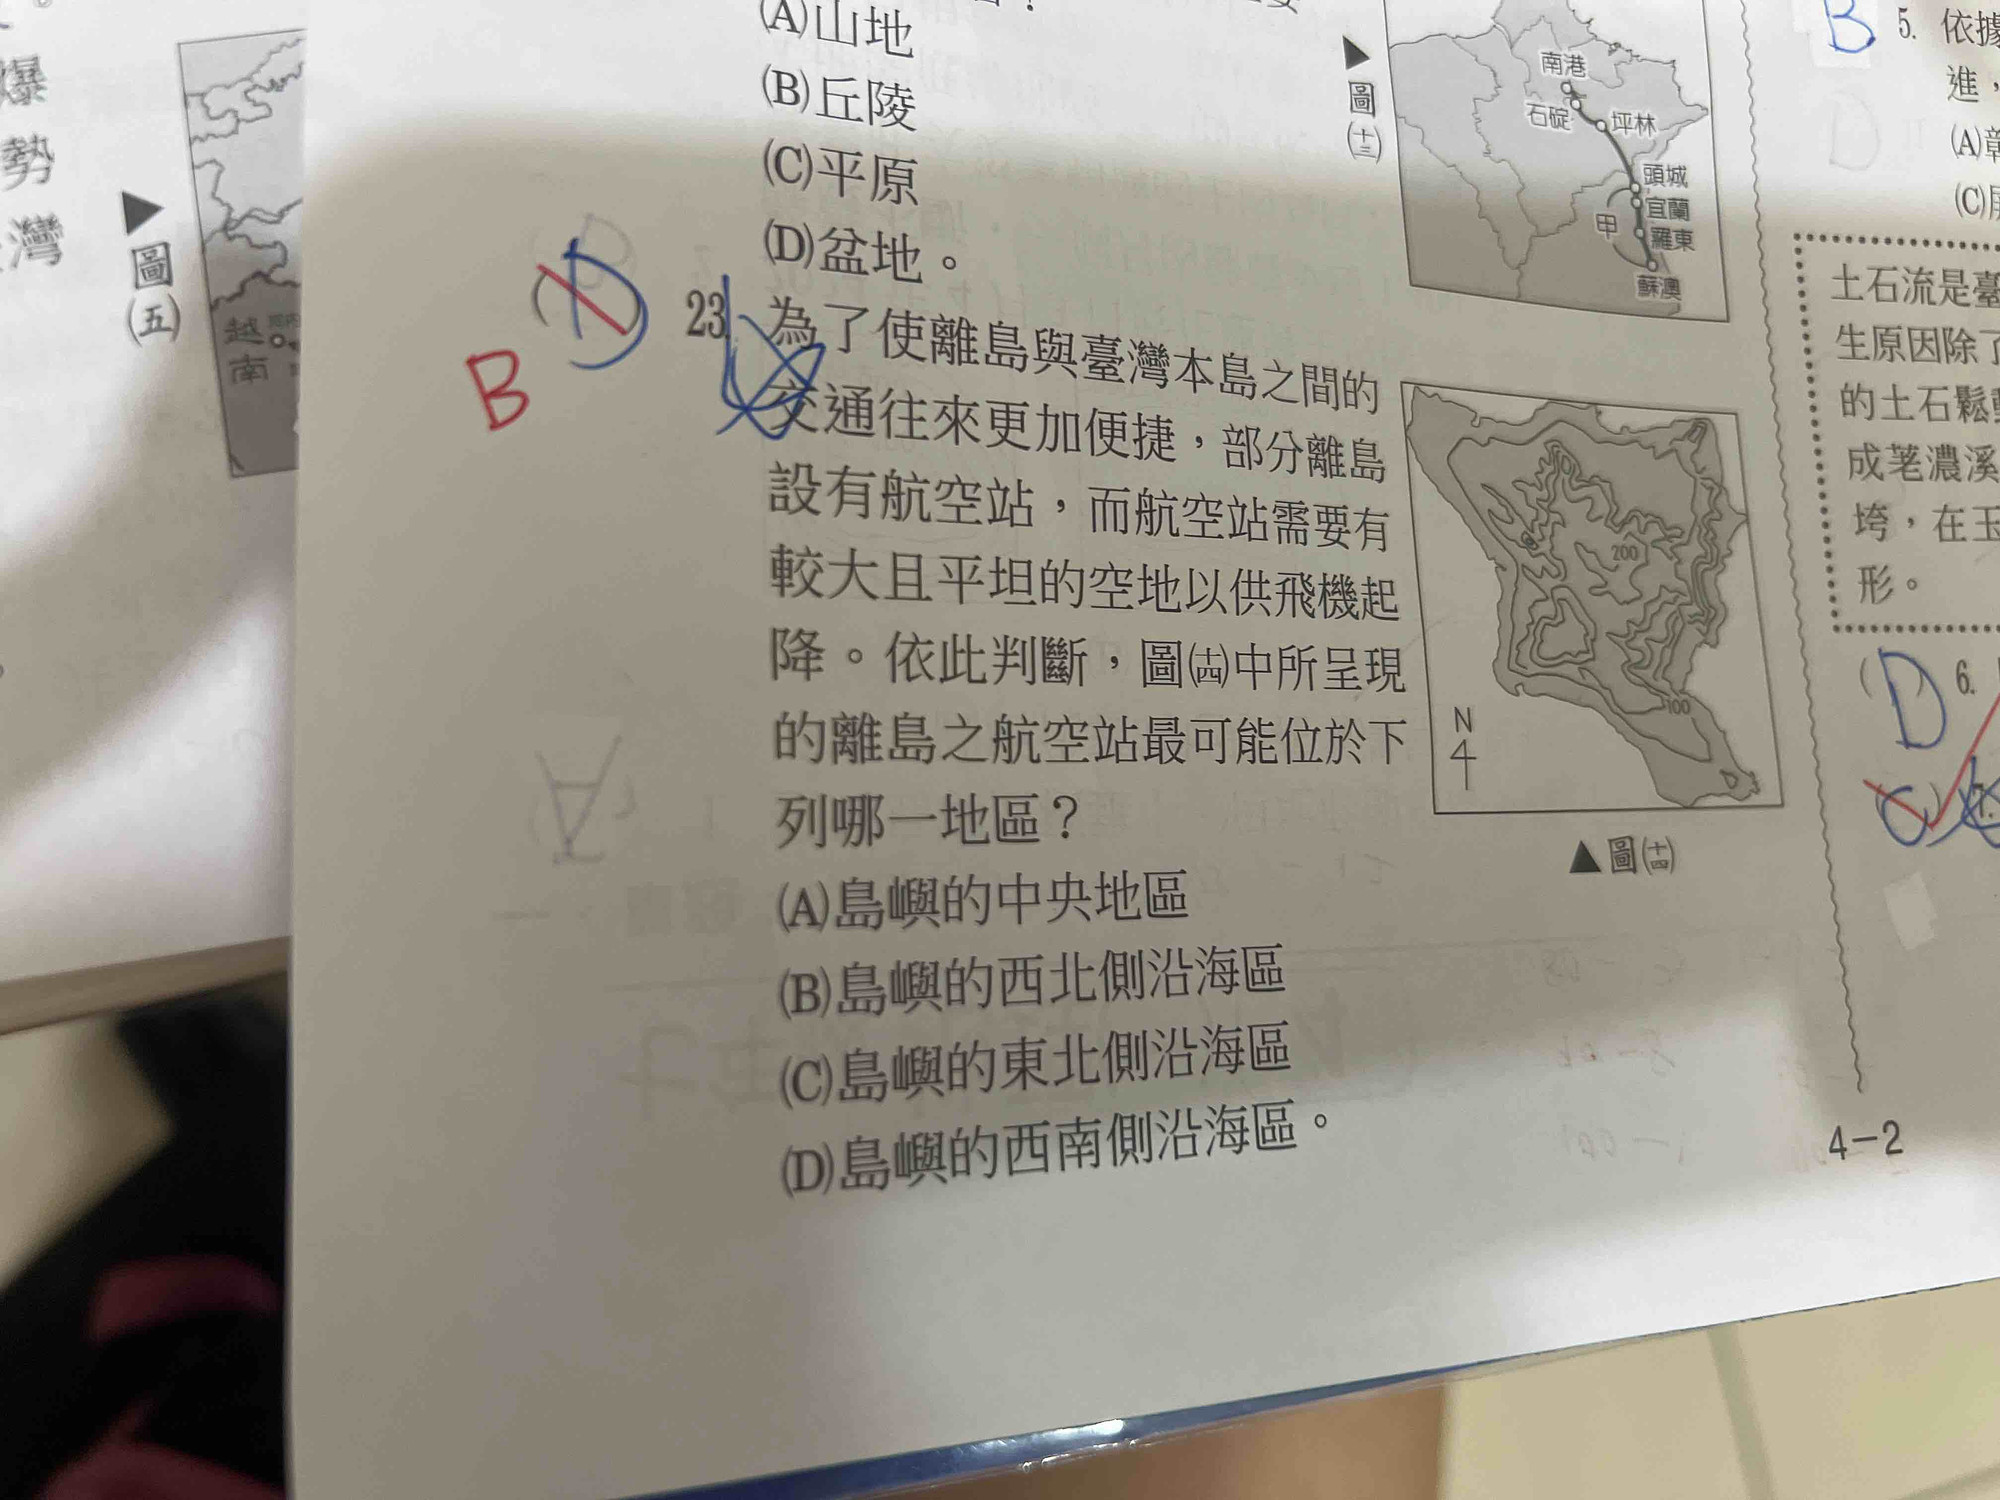 爆
勢
灣
圖
(五)
越
南
(A)山地
(B)丘陵
(C)平原
(D)盆地。
圖
(十三)
南港
石碇
坪林
頭城
宜蘭
羅東
甲
蘇澳
(D)
B
23.為了使離島與臺灣本島之間的
交通往來更加便捷,部分離島
設有航空站,而航空站需要有
較大且平坦的空地以供飛機起
降。依此判斷,圖(十四)中所呈現
的離島之航空站最可能位於下
列哪一地區?
(A)島嶼的中央地區
(B)島嶼的西北側沿海區
(C)島嶼的東北側沿海區
(D)島嶼的西南側沿海區。
200
100
N
▲圖(十四)
B 5. 依據
進,
(A)
(C)
土石流是臺
生原因除了
的土石鬆動
成荖濃溪
垮,在玉
形。
(D) 6.
(C) 7.
4-2